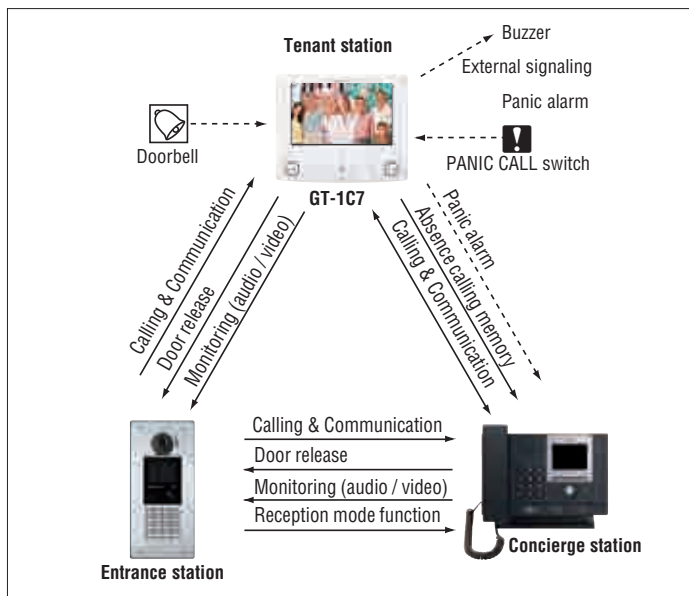 Tenant station
Buzzer
External signaling
Panic alarm
Doorbell
PANIC CALL switch
GT-1C7
Calling & Communication
Door release
Monitoring (audio / video)
Panic alarm
Absence calling memory
Calling & Communication
Calling & Communication
Door release
Monitoring (audio / video)
Reception mode function
Entrance station
Concierge station